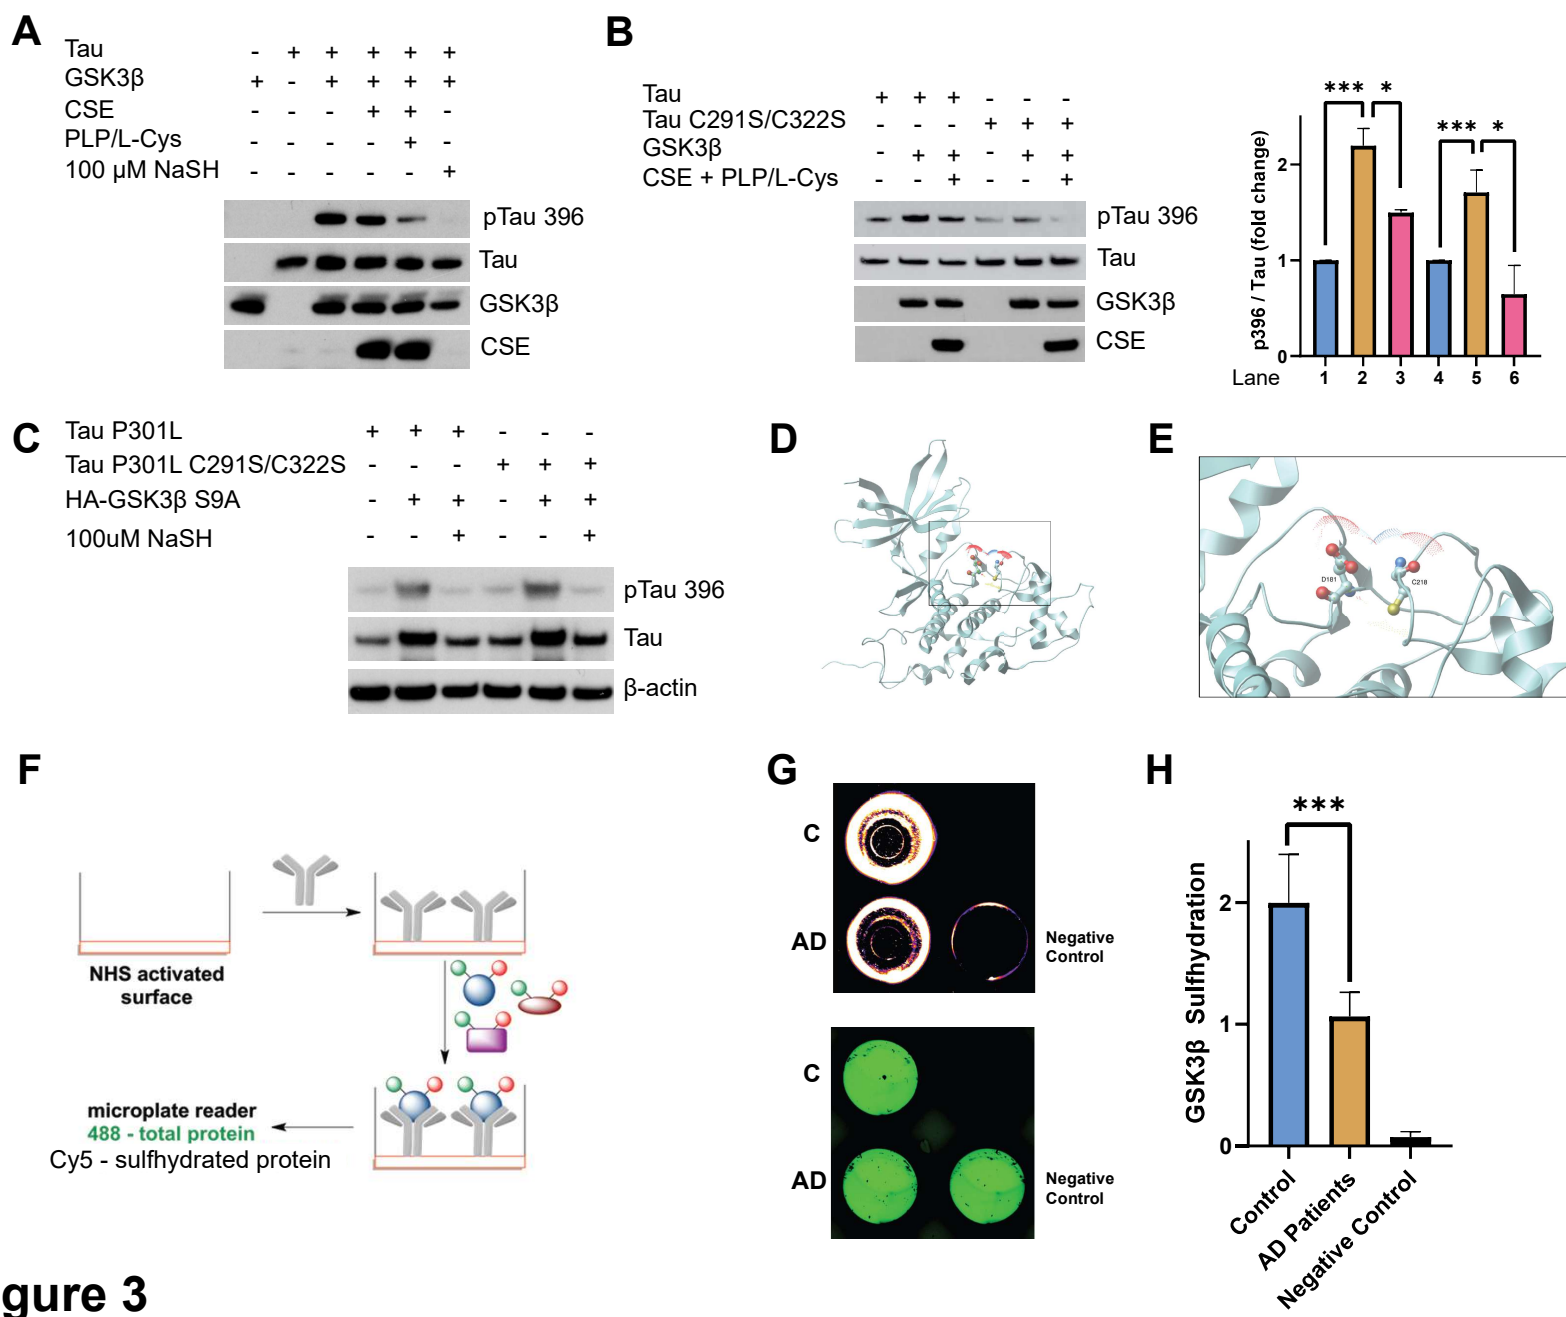 A
Tau - + + + + +
GSK3β + - + + + +
CSE - - - + + -
PLP/L-Cys - - - - + -
100 µM NaSH - - - - - +
pTau 396
Tau
GSK3β
CSE
B
Tau + + + - - -
Tau C291S/C322S - - - + + +
GSK3β - + + - + +
CSE + PLP/L-Cys - - + - - +
pTau 396
Tau
GSK3β
CSE
*** * *** *
p396 / Tau (fold change)
2
1
0
Lane 1 2 3 4 5 6
C
Tau P301L + + + - - -
Tau P301L C291S/C322S - - - + + +
HA-GSK3β S9A - + + - + +
100uM NaSH - - + - - +
pTau 396
Tau
β-actin
D
E
D181
C218
F
NHS activated
surface
microplate reader
488 - total protein
Cy5 - sulfhydrated protein
G
C
AD
Negative
Control
C
AD
Negative
Control
H
***
GSK3β Sulfhydration
2
1
0
Control
AD Patients
Negative Control
gure 3